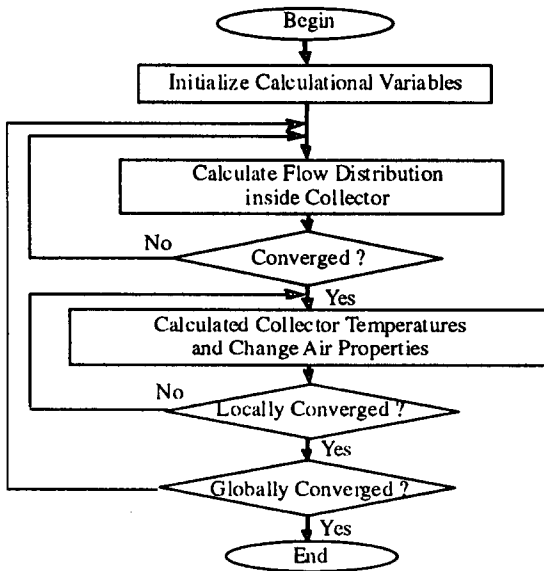 Begin
Initialize Calculational Variables
Calculate Flow Distribution
inside Collector
No
Converged ?
Yes
Calculated Collector Temperatures
and Change Air Properties
No
Locally Converged ?
Yes
Globally Converged ?
Yes
End